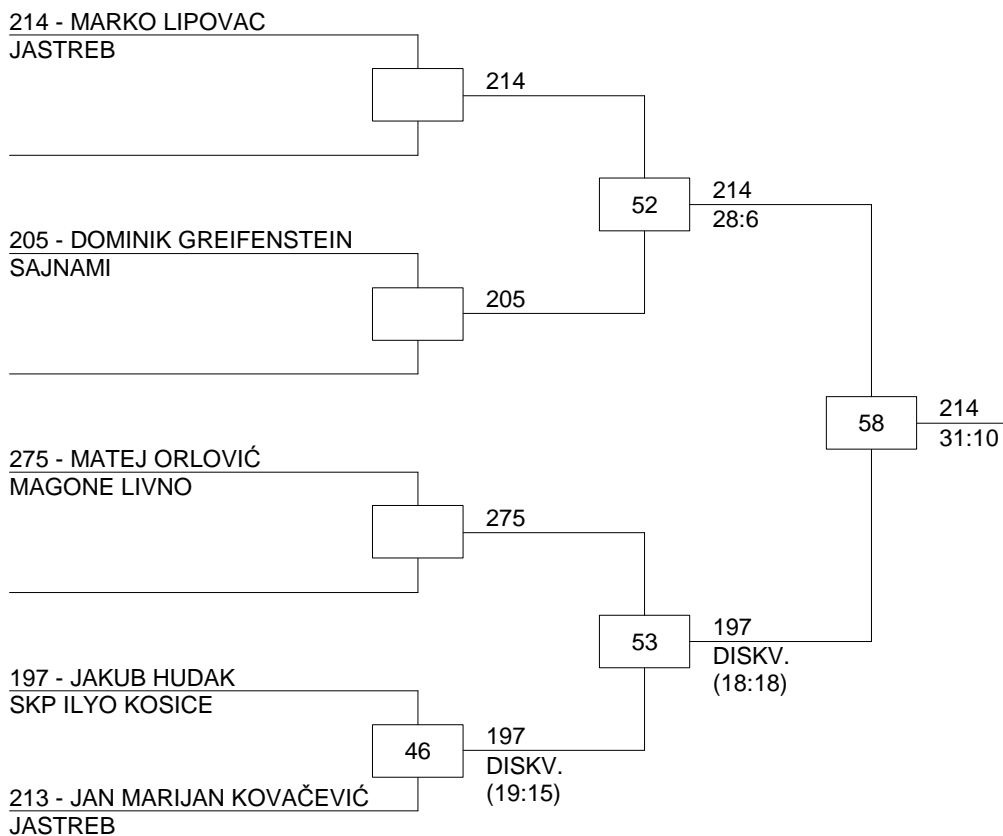 214 - MARKO LIPOVAC
JASTREB
214
52
214
28:6
205 - DOMINIK GREIFENSTEIN
SAJNAMI
205
58
214
31:10
275 - MATEJ ORLOVIĆ
MAGONE LIVNO
275
53
197
DISKV.
(18:18)
197 - JAKUB HUDAK
SKP ILYO KOSICE
46
197
DISKV.
(19:15)
213 - JAN MARIJAN KOVAČEVIĆ
JASTREB